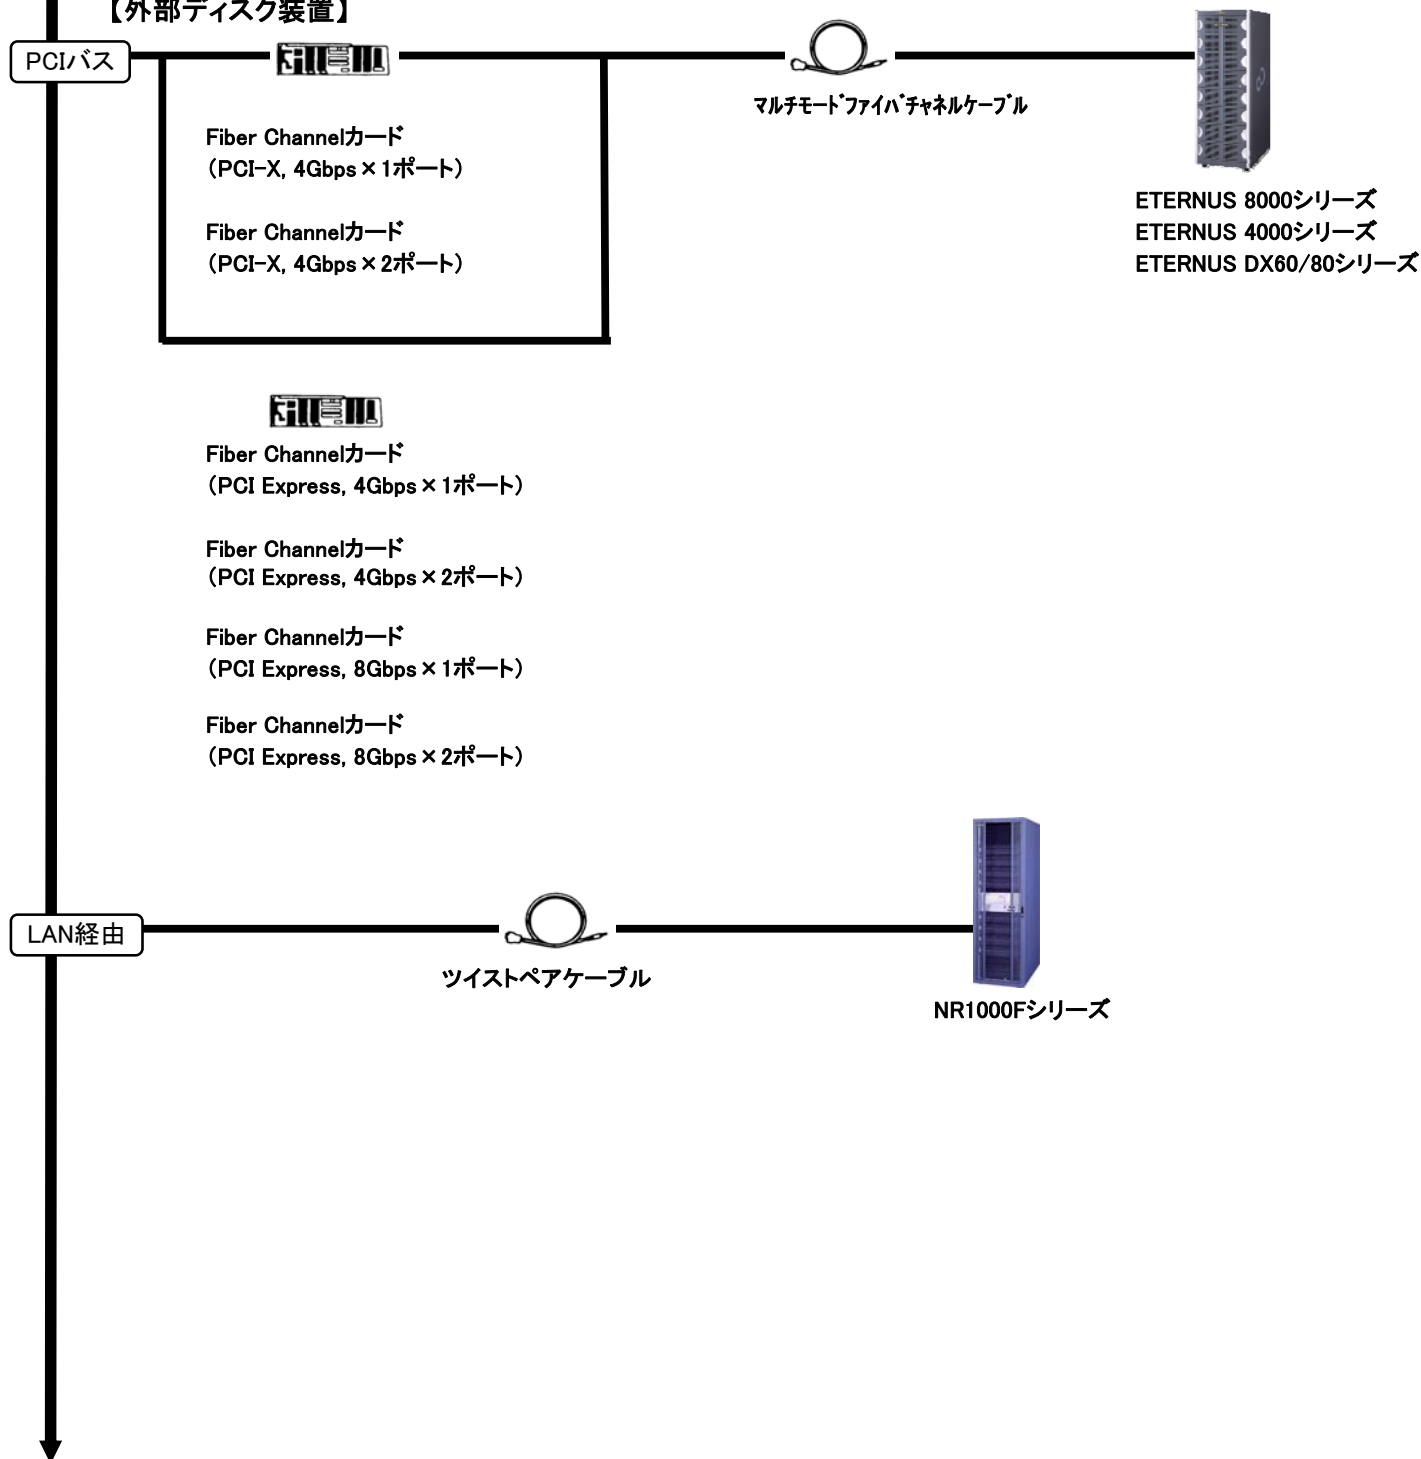 【外部ディスク装置】
PCIバス
マルチモードファイバチャネルケーブル
Fiber Channelカード
（PCI-X, 4Gbps×1ポート）
Fiber Channelカード
（PCI-X, 4Gbps×2ポート）
ETERNUS 8000シリーズ
ETERNUS 4000シリーズ
ETERNUS DX60/80シリーズ
Fiber Channelカード
（PCI Express, 4Gbps×1ポート）
Fiber Channelカード
（PCI Express, 4Gbps×2ポート）
Fiber Channelカード
（PCI Express, 8Gbps×1ポート）
Fiber Channelカード
（PCI Express, 8Gbps×2ポート）
LAN経由
ツイストペアケーブル
NR1000Fシリーズ